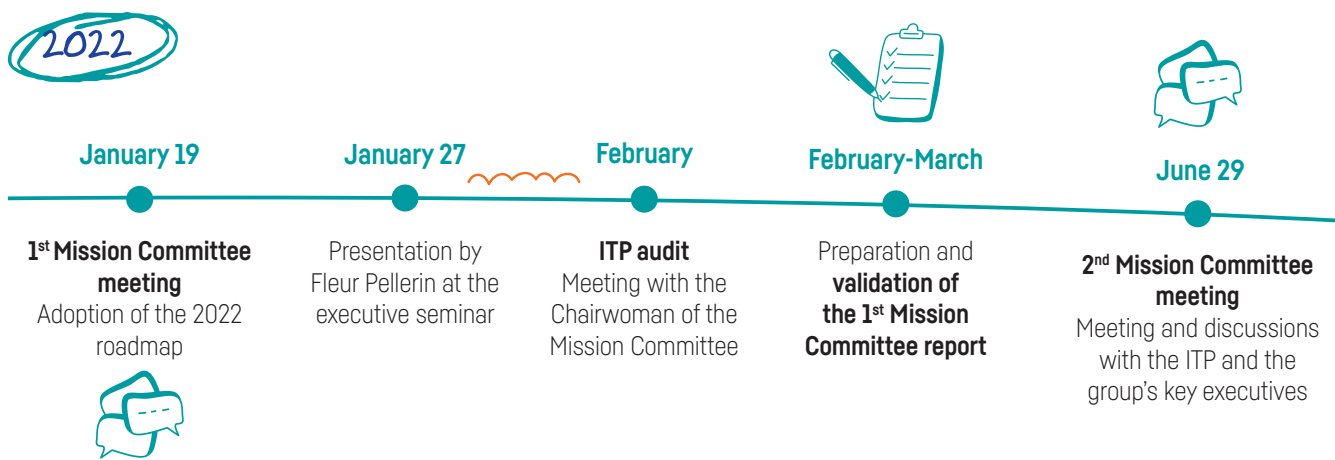 2022
January 19
1st Mission Committee
meeting
Adoption of the 2022
roadmap
January 27
Presentation by
Fleur Pellerin at the
executive seminar
February
ITP audit
Meeting with the
Chairwoman of the
Mission Committee
February-March
Preparation and
validation of
the 1st Mission
Committee report
June 29
2nd Mission Committee
meeting
Meeting and discussions
with the ITP and the
group's key executives